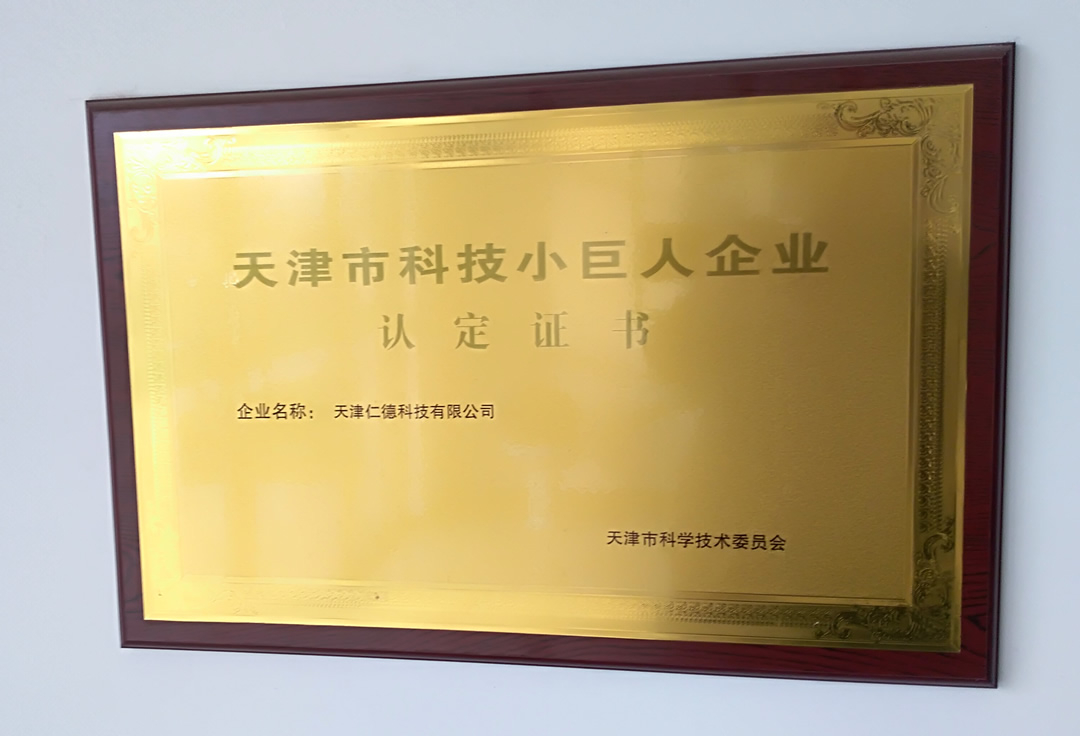 天津市科技小巨人企业
认定证书
企业名称： 天津仁德科技有限公司
天津市科学技术委员会